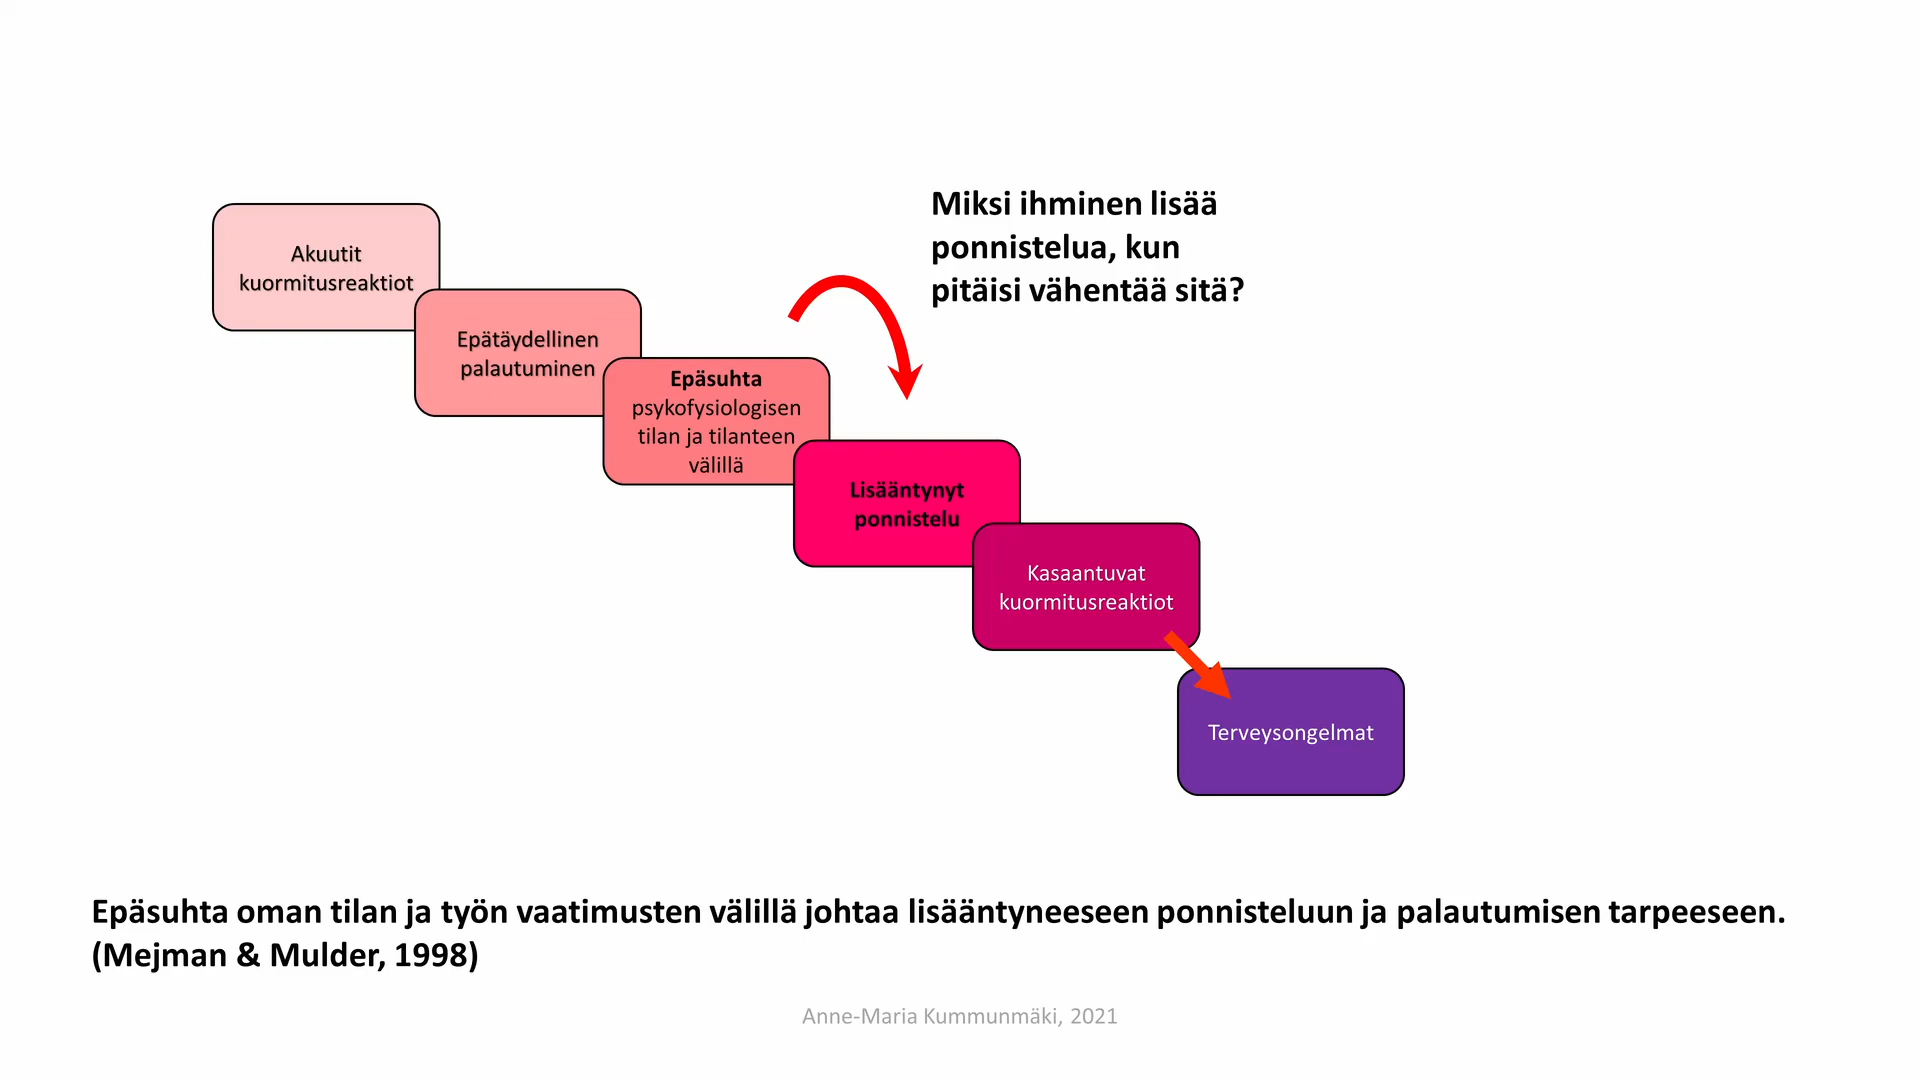 Miksi ihminen lisää
ponnistelua, kun
pitäisi vähentää sitä?
Akuutit
kuormitusreaktiot
Epätäydellinen
palautuminen
Epäsuhta
psykofysiologisen
tilan ja tilanteen
välillä
Lisääntynyt
ponnistelu
Kasaantuvat
kuormitusreaktiot
Terveysongelmat
Epäsuhta oman tilan ja työn vaatimusten välillä johtaa lisääntyneeseen ponnisteluun ja palautumisen tarpeeseen.
(Mejman & Mulder, 1998)
Anne-Maria Kummunmäki, 2021